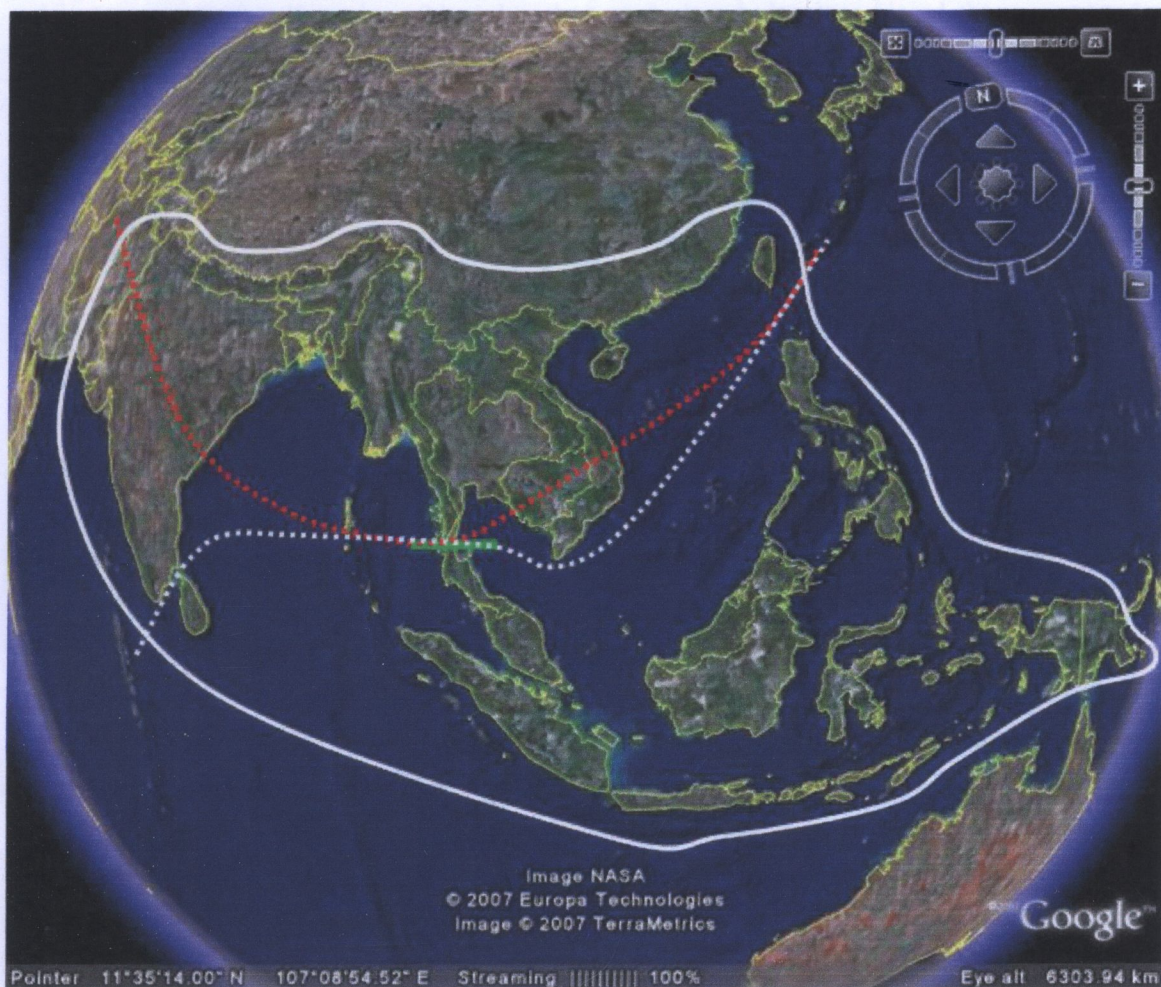 N
Image NASA
© 2007 Europa Technologies
Image © 2007 TerraMetrics
Google™
Pointer 11°35'14.00" N 107°08'54.52" E Streaming |||||||||| 100% Eye alt 6303.94 km